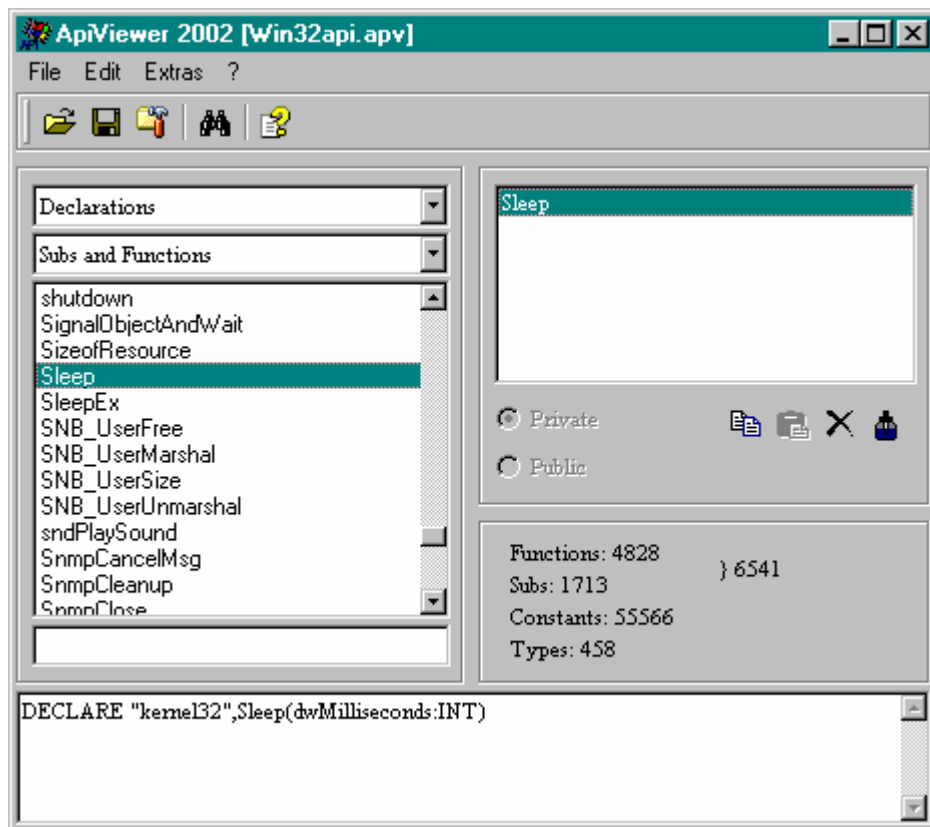 ApiViewer 2002 [Win32api.apv]
File Edit Extras ?
Declarations
Subs and Functions
shutdown
SignalObjectAndWait
SizeofResource
Sleep
SleepEx
SNB_UserFree
SNB_UserMarshal
SNB_UserSize
SNB_UserUnmarshal
sndPlaySound
SnmpCancelMsg
SnmpCleanup
SnmpClose
Sleep
Private
Public
Functions: 4828
Subs: 1713
} 6541
Constants: 55566
Types: 458
DECLARE "kernel32",Sleep(dwMilliseconds:INT)